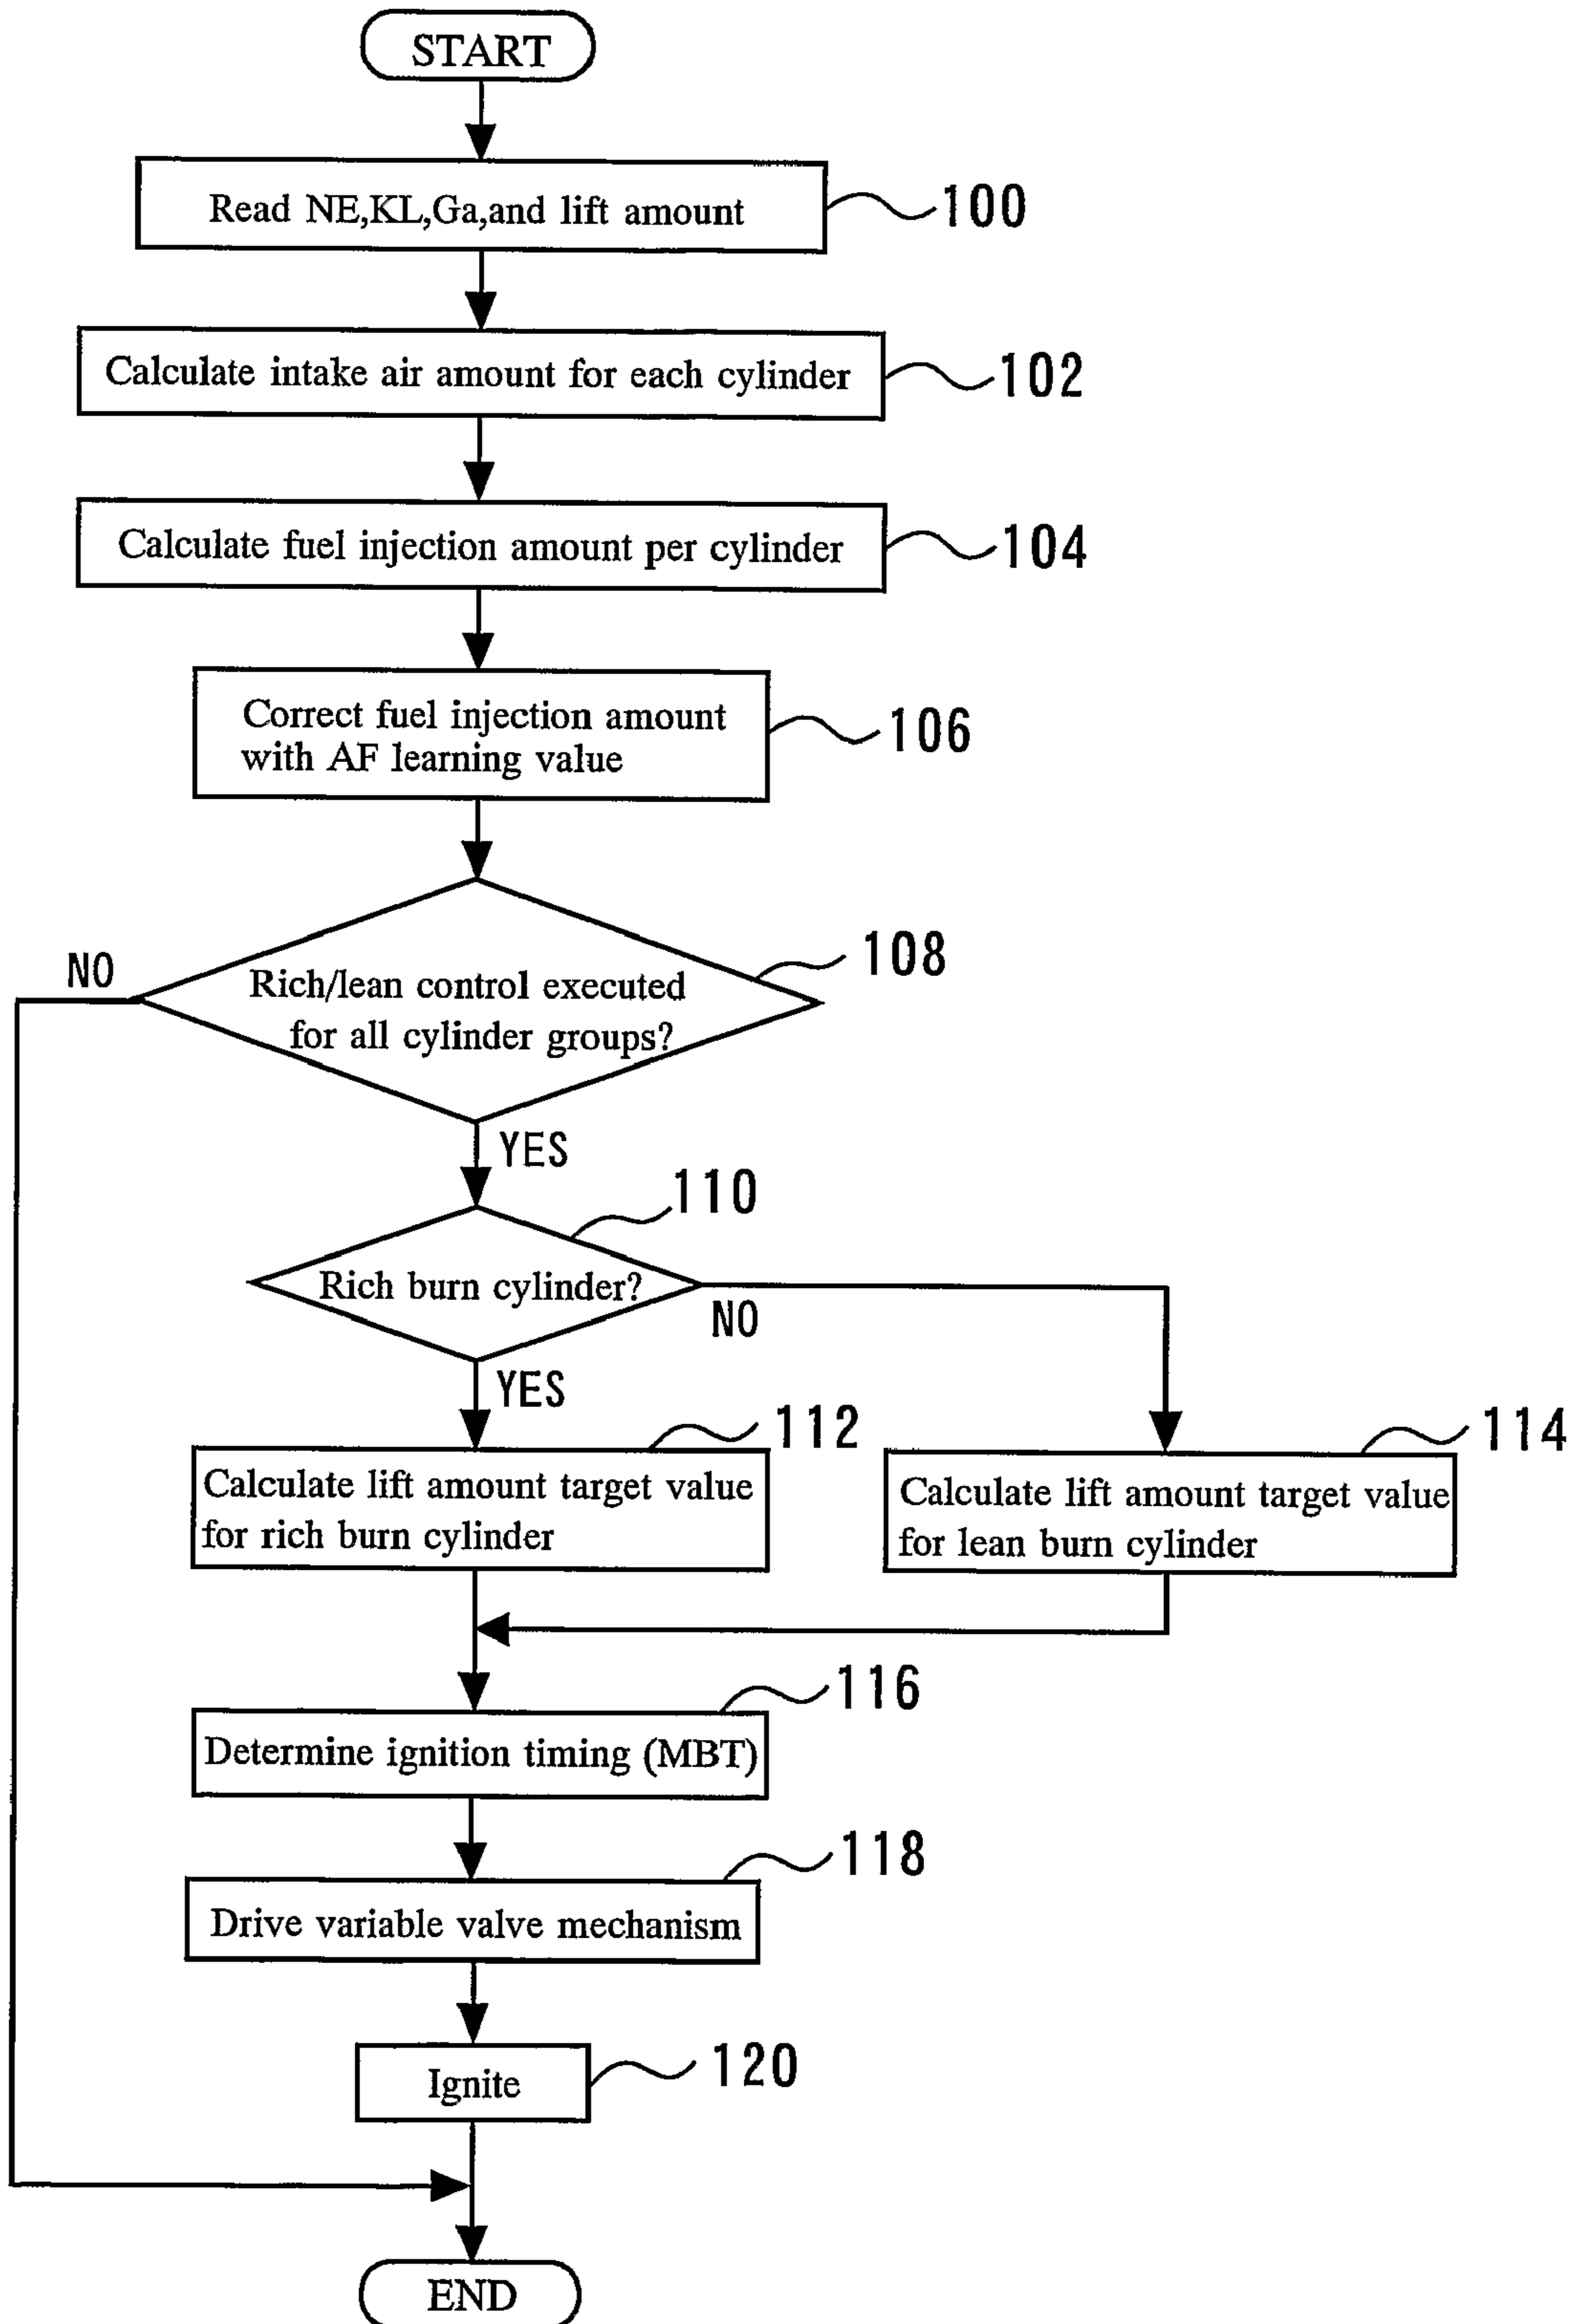 START
Read NE,KL,Ga,and lift amount
100
Calculate intake air amount for each cylinder
102
Calculate fuel injection amount per cylinder
104
Correct fuel injection amount
with AF learning value
106
NO
Rich/lean control executed
for all cylinder groups?
108
YES
110
Rich burn cylinder?
NO
YES
112
Calculate lift amount target value
for rich burn cylinder
114
Calculate lift amount target value
for lean burn cylinder
116
Determine ignition timing (MBT)
118
Drive variable valve mechanism
Ignite
120
END